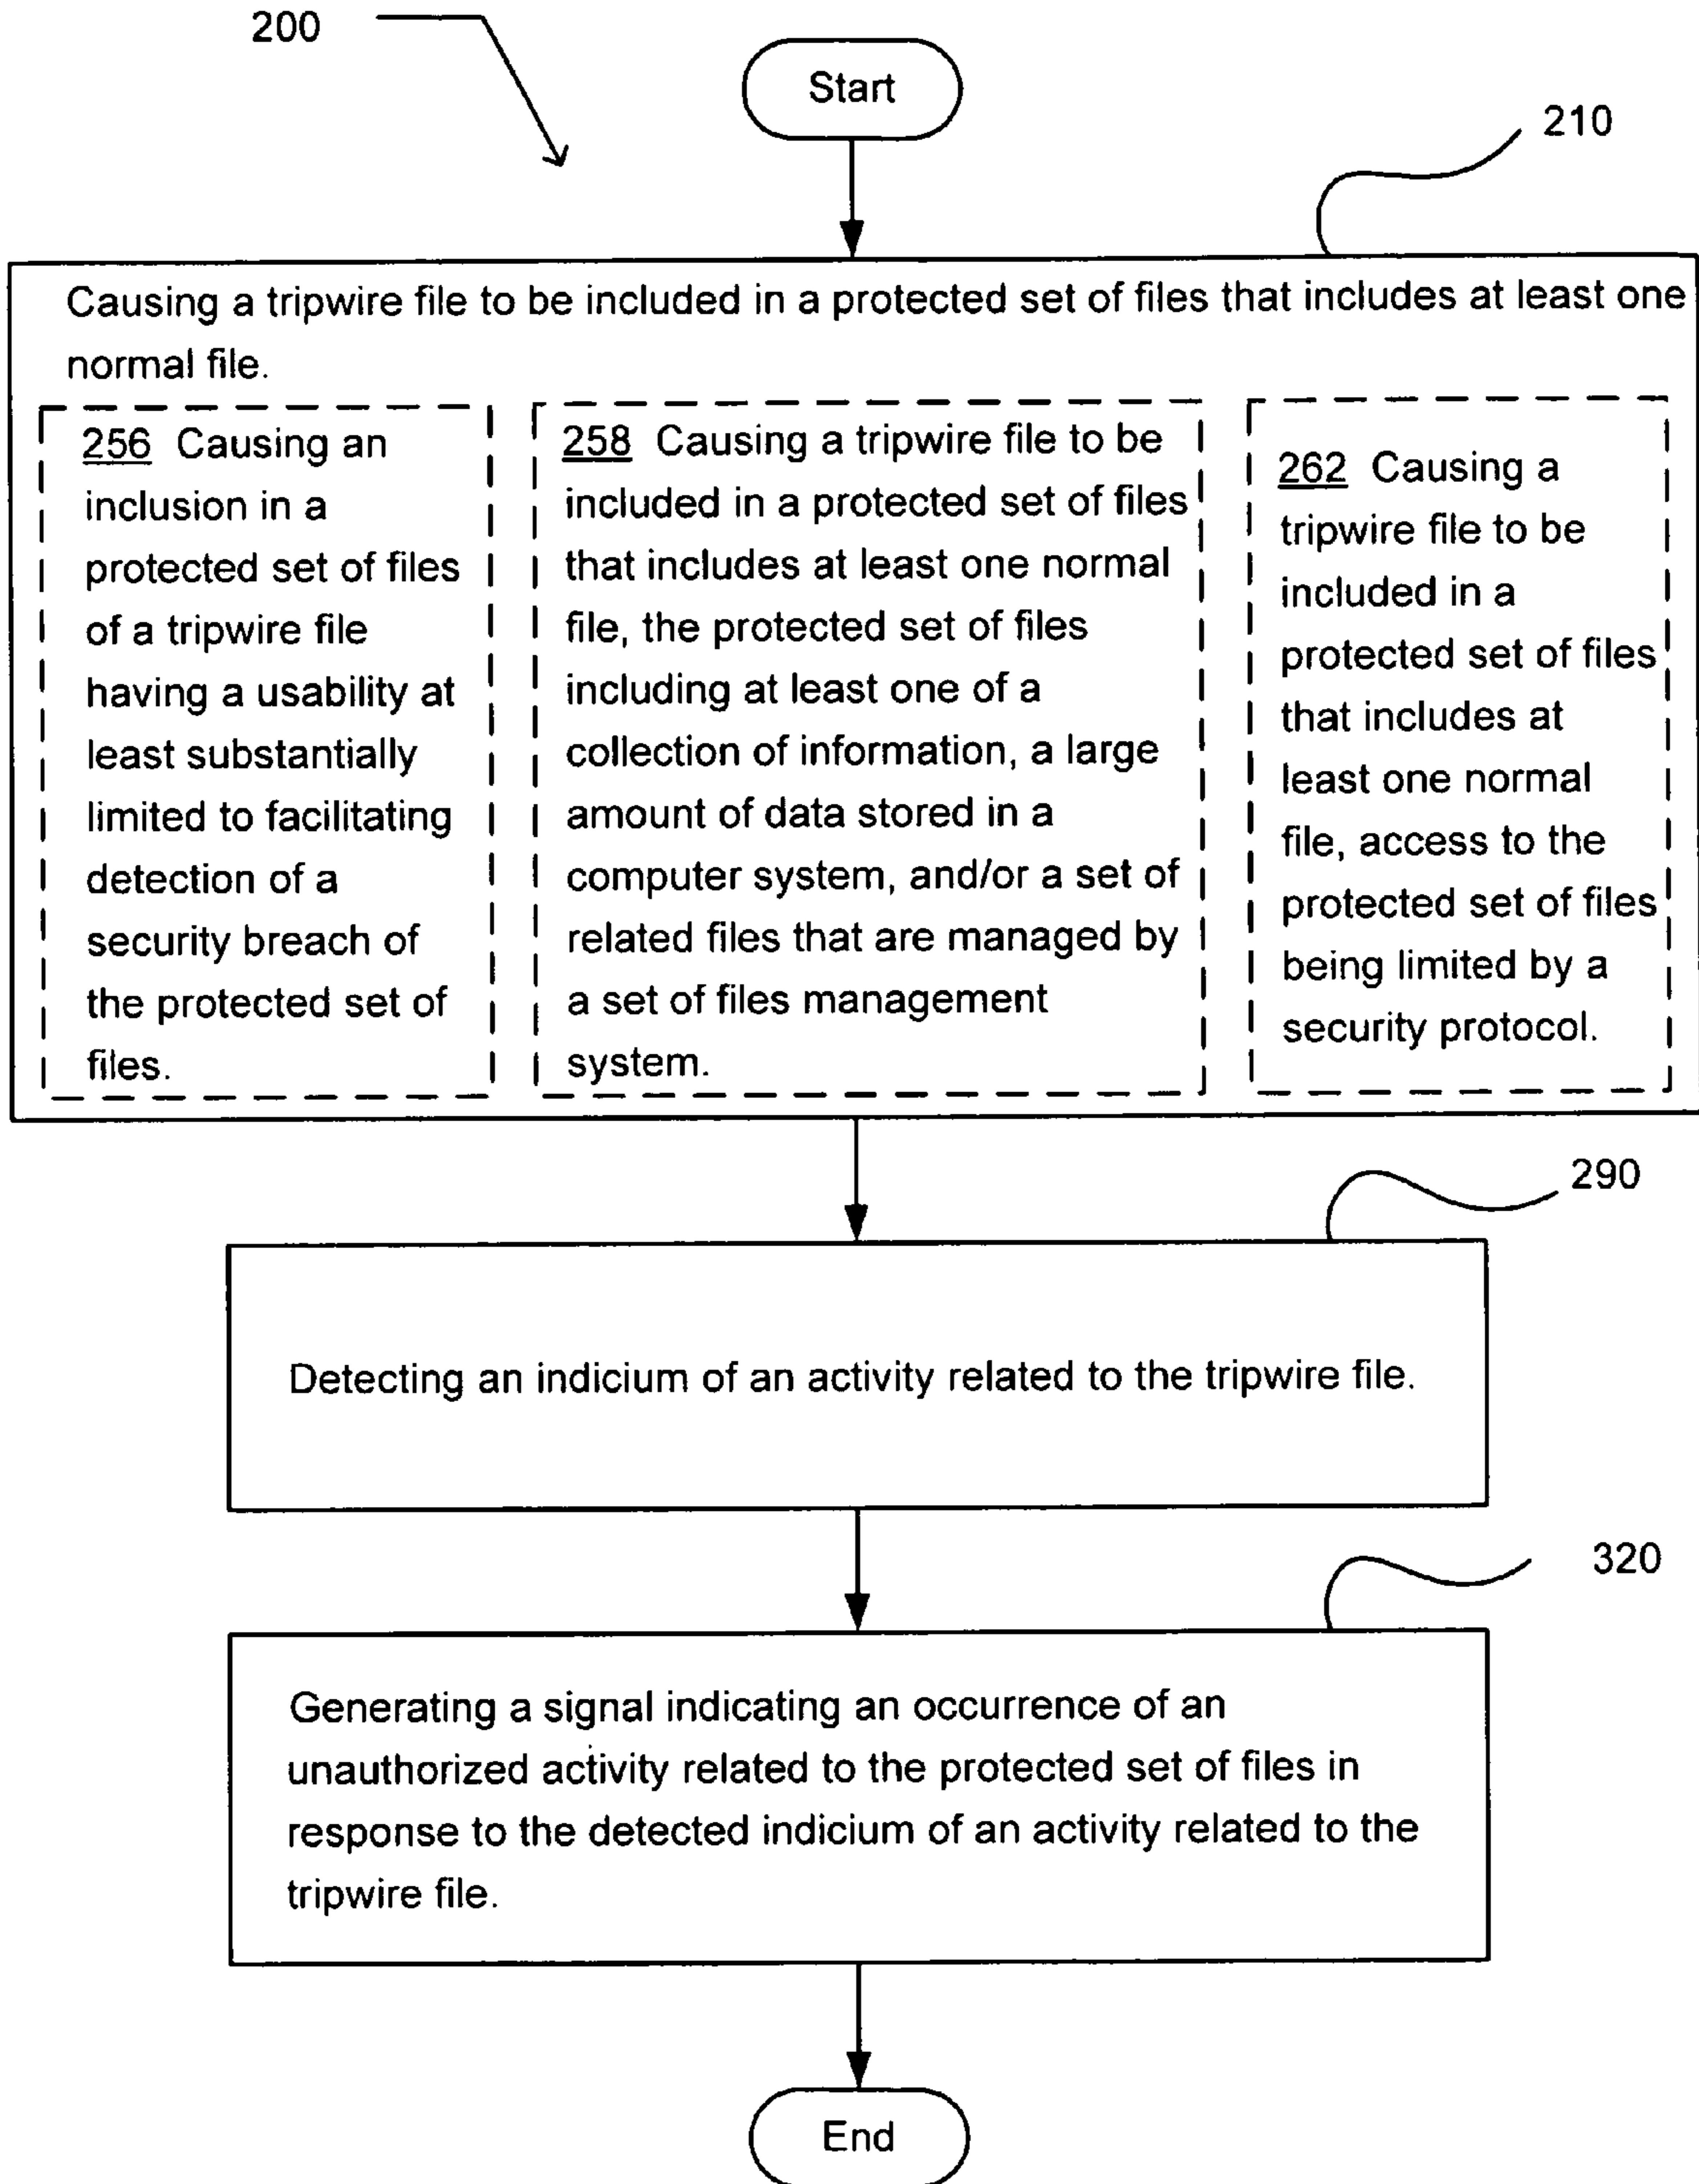 200
Start
210
Causing a tripwire file to be included in a protected set of files that includes at least one
normal file.
256 Causing an
inclusion in a
protected set of files
of a tripwire file
having a usability at
least substantially
limited to facilitating
detection of a
security breach of
the protected set of
files.
258 Causing a tripwire file to be
included in a protected set of files
that includes at least one normal
file, the protected set of files
including at least one of a
collection of information, a large
amount of data stored in a
computer system, and/or a set of
related files that are managed by
a set of files management
system.
262 Causing a
tripwire file to be
included in a
protected set of files
that includes at
least one normal
file, access to the
protected set of files
being limited by a
security protocol.
290
Detecting an indicium of an activity related to the tripwire file.
320
Generating a signal indicating an occurrence of an
unauthorized activity related to the protected set of files in
response to the detected indicium of an activity related to the
tripwire file.
End